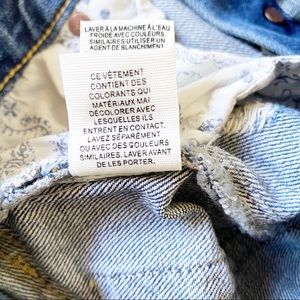 LAVER À LA MACHINE À L'EAU
FROIDE AVEC COULEURS
SIMILAIRES UTILISER UN
AGENT DE BLANCHIMENT
CE VÊTEMENT
CONTIENT DES
COLORANTS QUI
MATÉRIAUX MAI
DÉCOLORER AVEC
LESQUELLES ILS
ENTRENT EN CONTACT.
LAVEZ SÉPARÉMENT
OU AVEC DES COULEURS
SIMILAIRES. LAVER AVANT
DE LES PORTER.